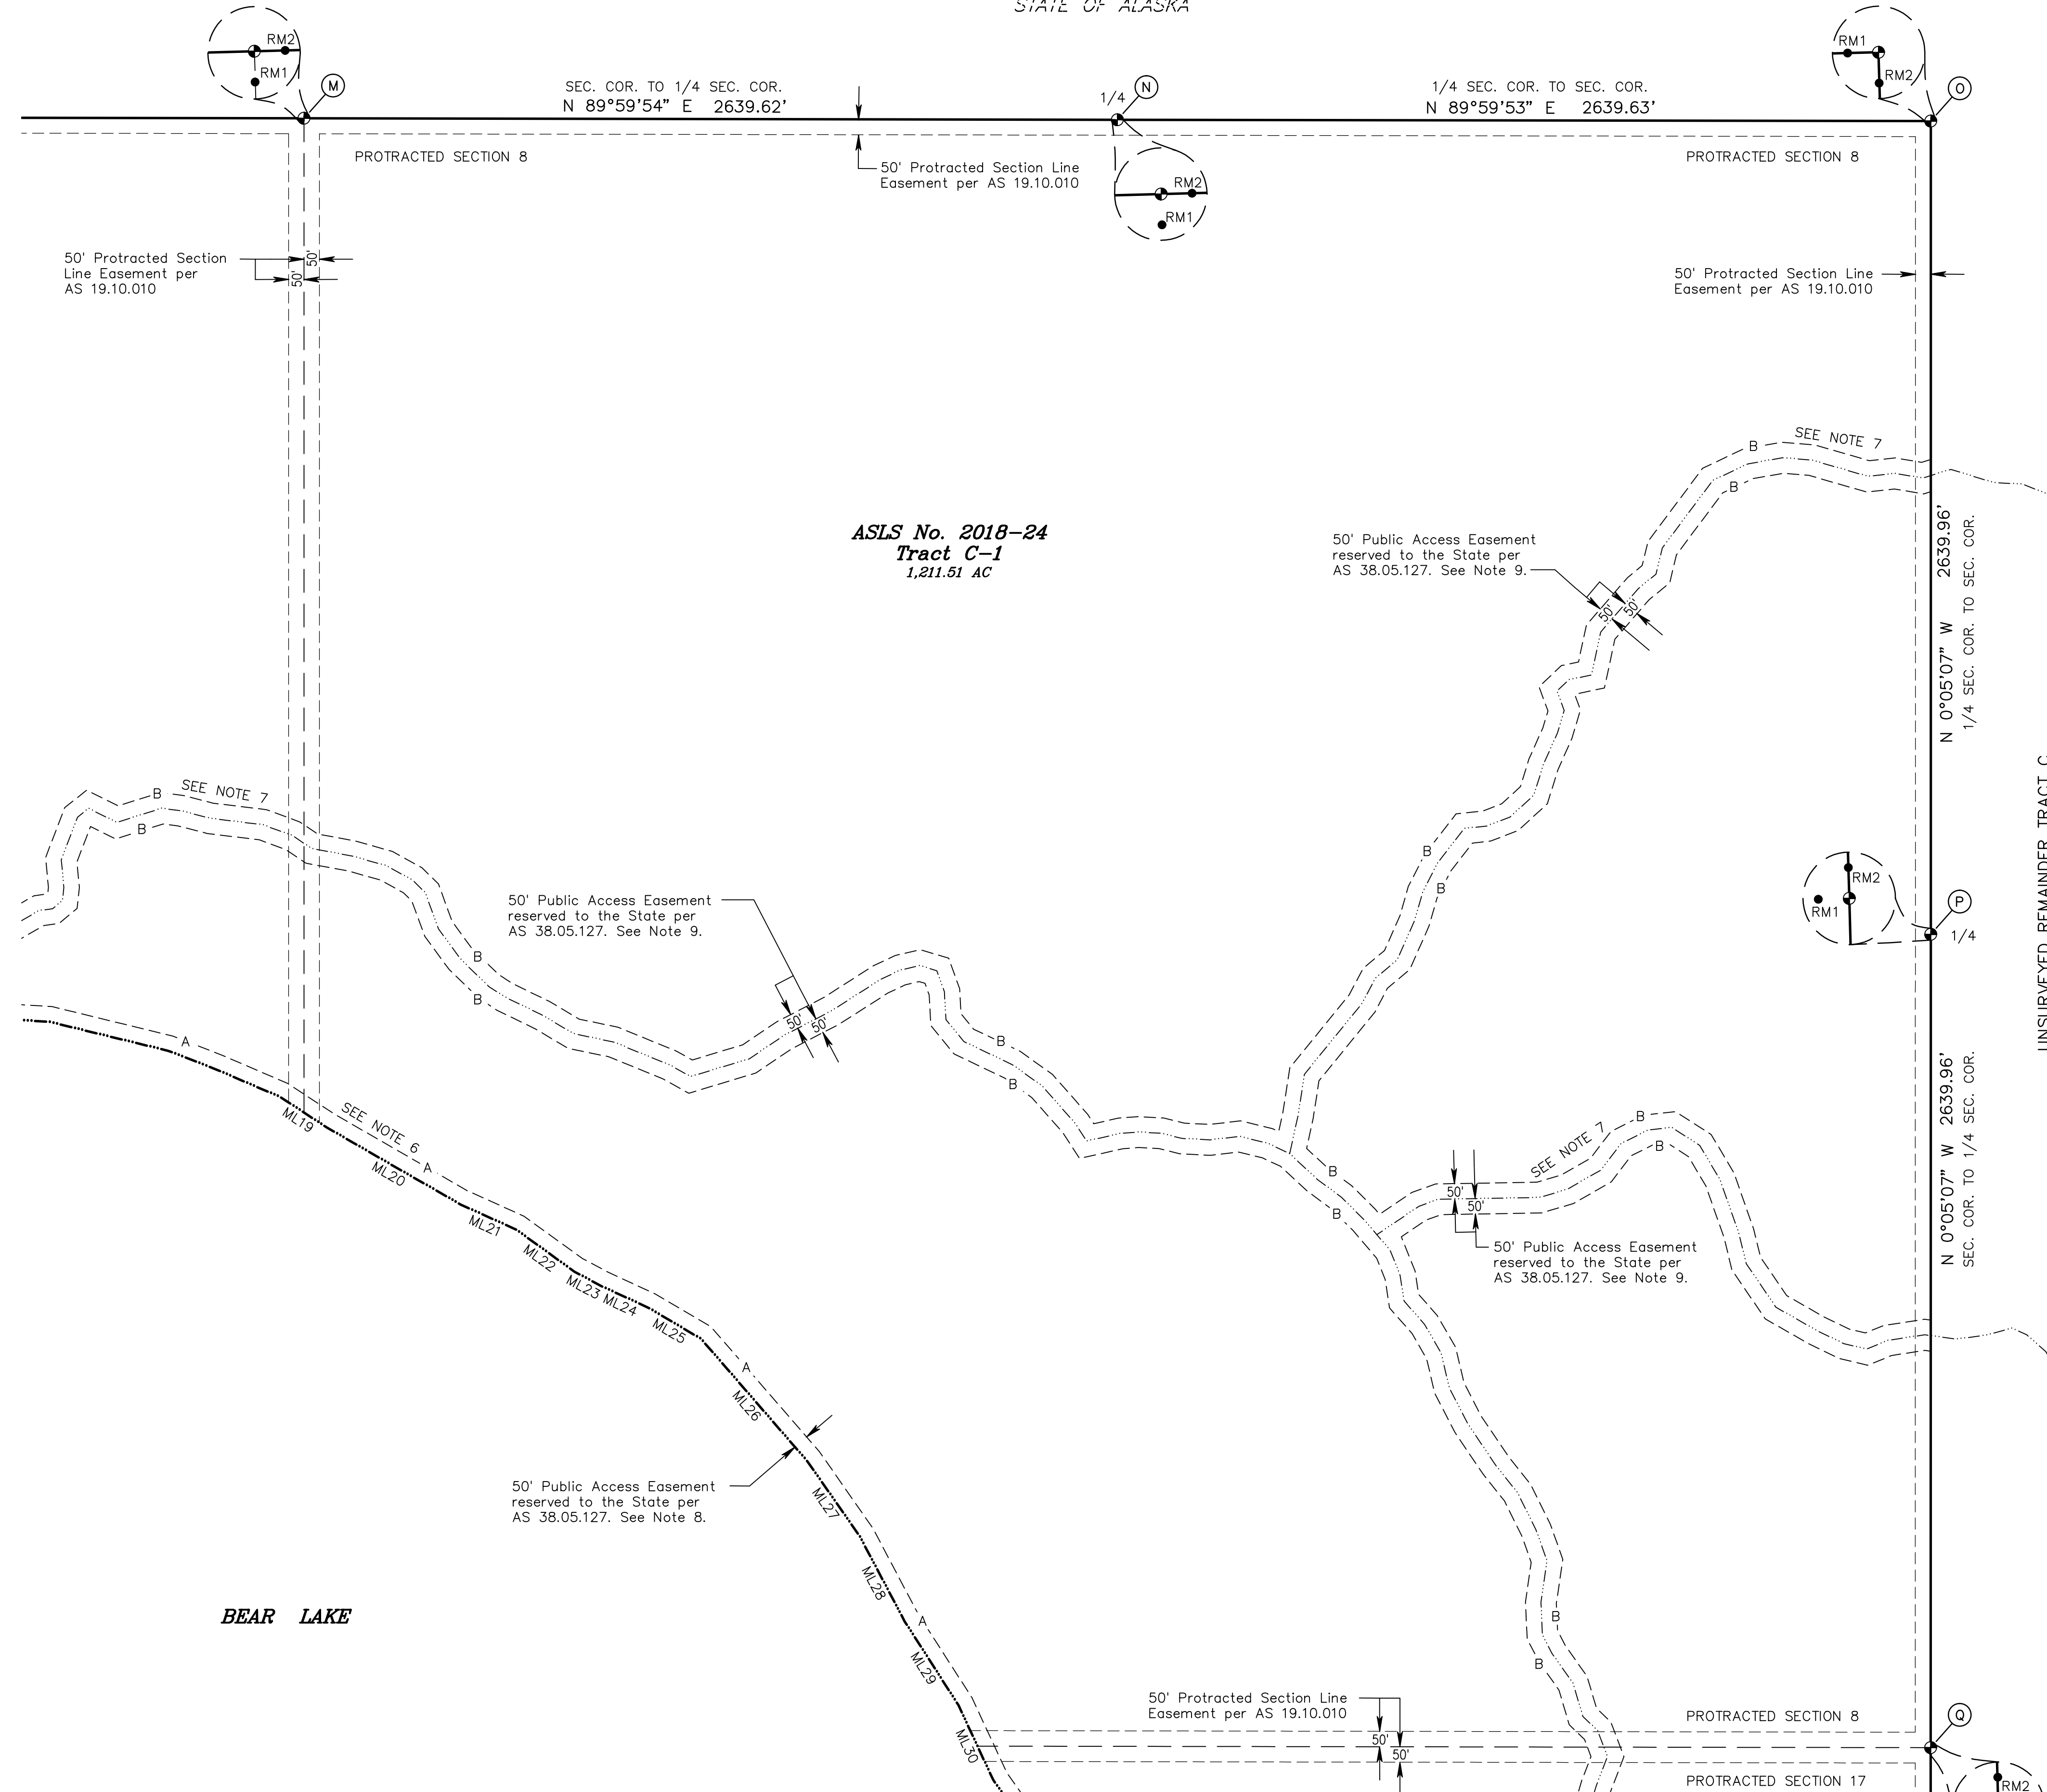 STATE OF ALASKA
RM2
RM1
M
SEC. COR. TO 1/4 SEC. COR.
N 89°59'54" E 2639.62'
1/4
N
1/4 SEC. COR. TO SEC. COR.
N 89°59'53" E 2639.63'
RM1
RM2
O
PROTRACTED SECTION 8
50' Protracted Section Line
Easement per AS 19.10.010
RM2
RM1
PROTRACTED SECTION 8
50' Protracted Section
Line Easement per
AS 19.10.010
50'
50'
50' Protracted Section Line
Easement per AS 19.10.010
B
SEE NOTE 7
B
ASLS No. 2018-24
Tract C-1
1,211.51 AC
50' Public Access Easement
reserved to the State per
AS 38.05.127. See Note 9.
50'
50'
N 0°05'07" W 2639.96'
1/4 SEC. COR. TO SEC. COR.
B
SEE NOTE 7
B
UNSURVEYED REMAINDER TRACT C
B
B
RM2
RM1
P
1/4
50' Public Access Easement
reserved to the State per
AS 38.05.127. See Note 9.
B
B
50'
50'
A
B
B
N 0°05'07" W 2639.96'
SEC. COR. TO 1/4 SEC. COR.
ML19
SEE NOTE 6
A
ML20
ML21
ML22
ML23
ML24
ML25
B
B
SEE NOTE 7
B
B
50'
50'
50' Public Access Easement
reserved to the State per
AS 38.05.127. See Note 9.
A
ML26
50' Public Access Easement
reserved to the State per
AS 38.05.127. See Note 8.
ML27
ML28
BEAR LAKE
A
ML29
B
B
ML30
50' Protracted Section Line
Easement per AS 19.10.010
50'
50'
PROTRACTED SECTION 8
Q
PROTRACTED SECTION 17
RM2